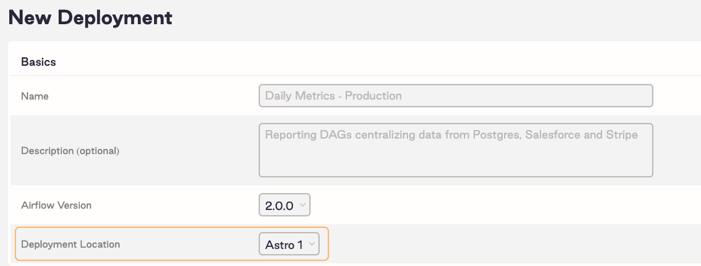 New Deployment
Basics
Name
Daily Metrics - Production
Description (optional)
Reporting DAGs centralizing data from Postgres, Salesforce and Stripe
Airflow Version
2.0.0
Deployment Location
Astro 1